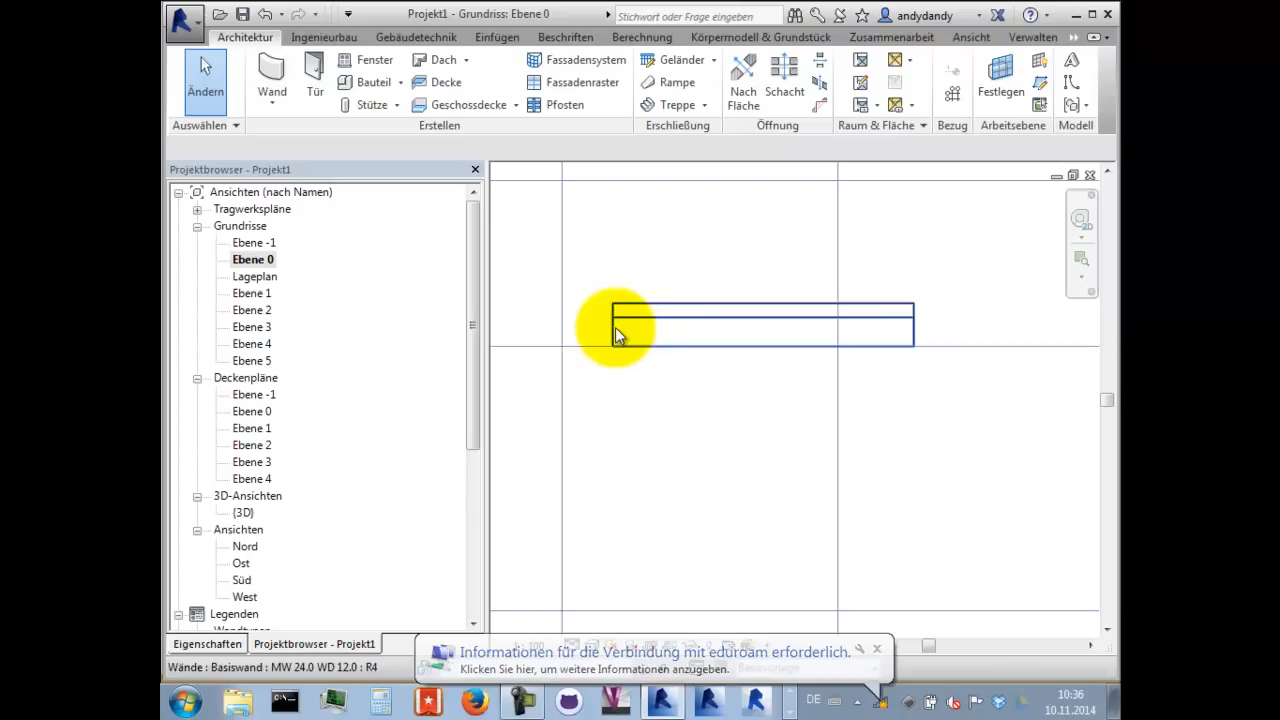 Projekt1 - Grundriss: Ebene 0
Stichwort oder Frage eingeben
andydandy
Architektur
Ingenieurbau
Gebäudetechnik
Einfügen
Beschriften
Berechnung
Körpermodell & Grundstück
Zusammenarbeit
Ansicht
Verwalten
Ändern
Wand
Tür
Fenster
Bauteil
Stütze
Dach
Decke
Geschossdecke
Fassadensystem
Fassadenraster
Pfosten
Geländer
Rampe
Treppe
Nach
Fläche
Schacht
Festlegen
Auswählen
Erstellen
Erschließung
Öffnung
Raum & Fläche
Bezug
Arbeitsebene
Modell
Projektbrowser - Projekt1
Ansichten (nach Namen)
Tragwerkspläne
Grundrisse
Ebene -1
Ebene 0
Lageplan
Ebene 1
Ebene 2
Ebene 3
Ebene 4
Ebene 5
Deckenpläne
Ebene -1
Ebene 0
Ebene 1
Ebene 2
Ebene 3
Ebene 4
3D-Ansichten
{3D}
Ansichten
Nord
Ost
Süd
West
Legenden
2D
Eigenschaften
Projektbrowser - Projekt1
Informationen für die Verbindung mit eduroam erforderlich.
Klicken Sie hier, um weitere Informationen anzugeben.
Wände : Basiswand : MW 24.0 WD 12.0 : R4
DE
10:36
10.11.2014